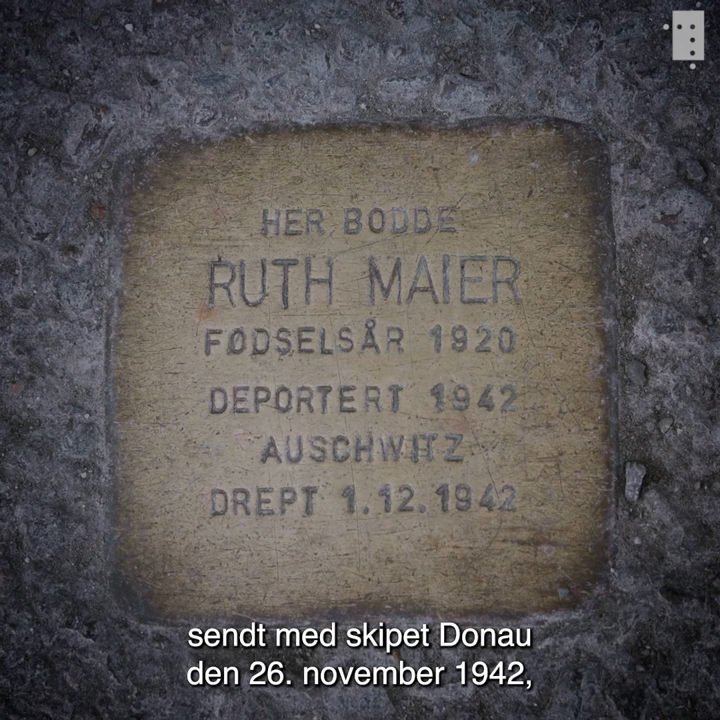 HER BODDE
RUTH MAIER
FØDSELSÅR 1920
DEPORTERT 1942
AUSCHWITZ
DREPT 1.12.1942
sendt med skipet Donau
den 26. november 1942,